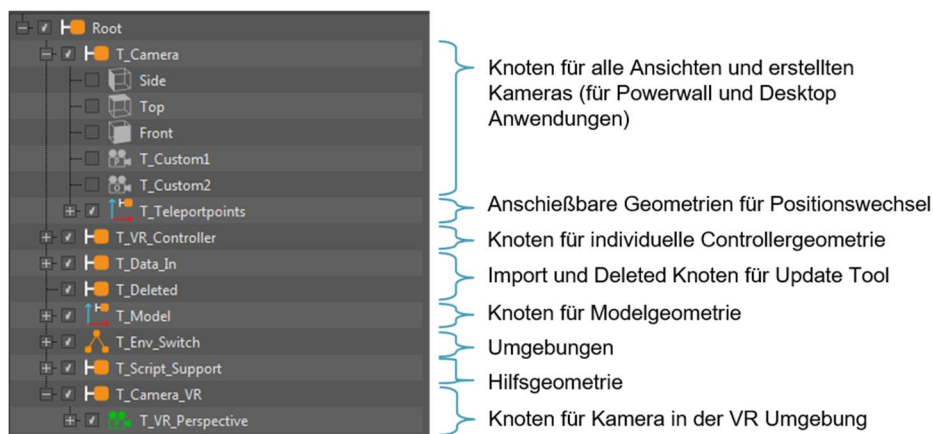 Root
T_Camera
Side
Top
Front
T_Custom1
T_Custom2
T_Teleportpoints
T_VR_Controller
T_Data_In
T_Deleted
T_Model
T_Env_Switch
T_Script_Support
T_Camera_VR
T_VR_Perspective
Knoten für alle Ansichten und erstellten
Kameras (für Powerwall und Desktop
Anwendungen)
Anschießbare Geometrien für Positionswechsel
Knoten für individuelle Controllergeometrie
Import und Deleted Knoten für Update Tool
Knoten für Modelgeometrie
Umgebungen
Hilfsgeometrie
Knoten für Kamera in der VR Umgebung